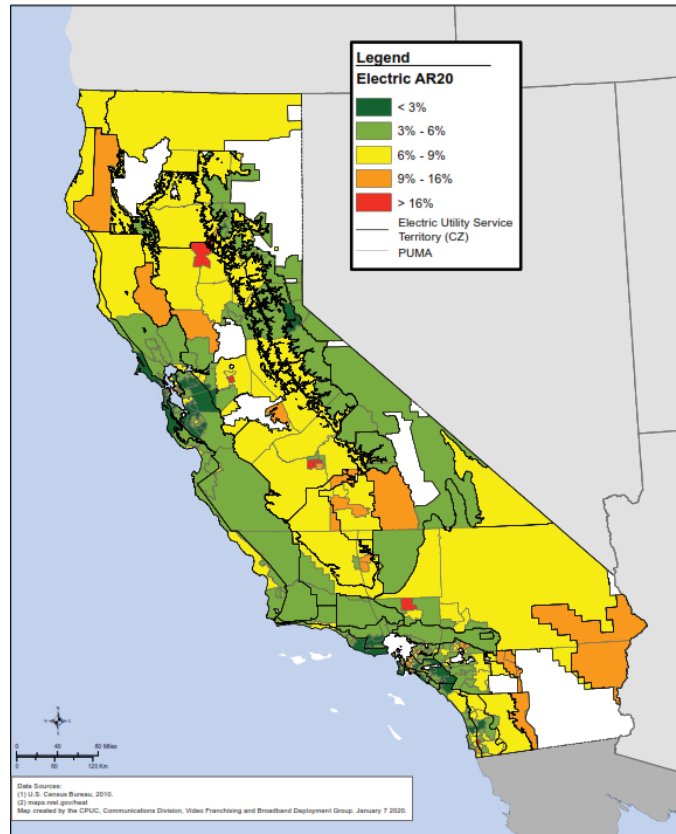 Legend
Electric AR20
< 3%
3% - 6%
6% - 9%
9% - 16%
> 16%
Electric Utility Service
Territory (CZ)
PUMA
0 40 80 Miles
0 60 120 Km
Data Sources:
(1) U.S. Census Bureau, 2010.
(2) maps.nrel.gov/heat
Map created by the CPUC, Communications Division, Video Franchising and Broadband Deployment Group. January 7 2020.